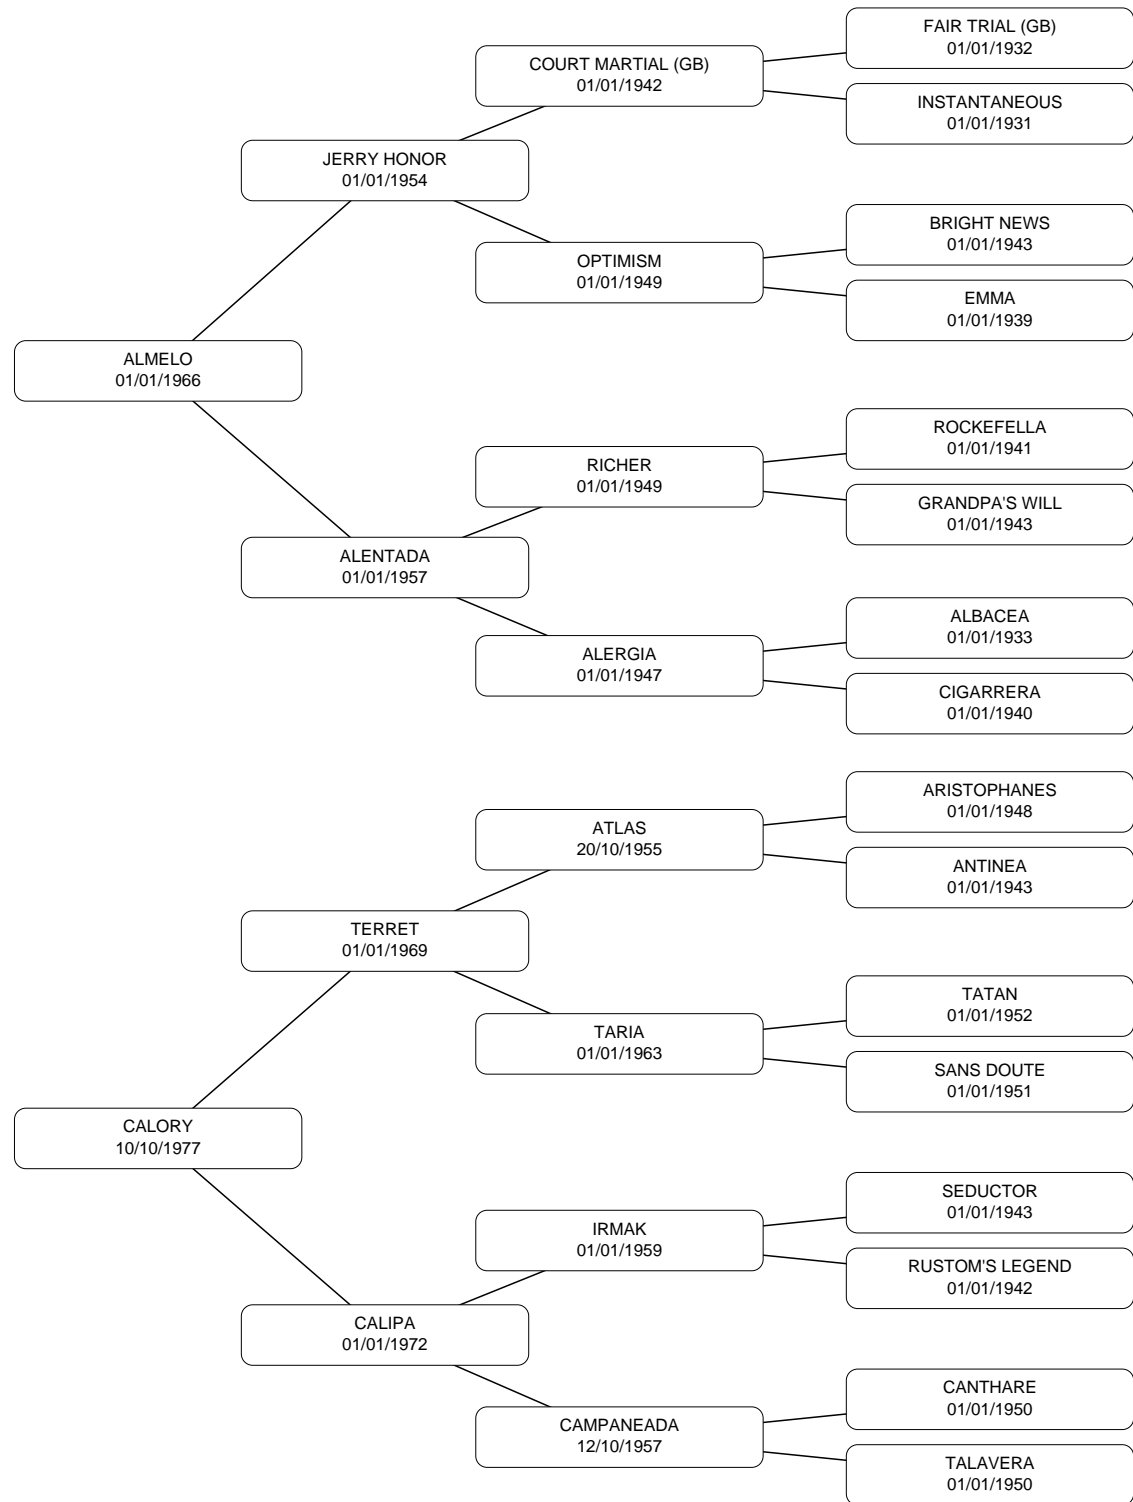 FAIR TRIAL (GB)
01/01/1932
COURT MARTIAL (GB)
01/01/1942
INSTANTANEOUS
01/01/1931
JERRY HONOR
01/01/1954
BRIGHT NEWS
01/01/1943
OPTIMISM
01/01/1949
EMMA
01/01/1939
ALMELO
01/01/1966
ROCKEFELLA
01/01/1941
RICHER
01/01/1949
GRANDPA'S WILL
01/01/1943
ALENTADA
01/01/1957
ALBACEA
01/01/1933
ALERGIA
01/01/1947
CIGARRERA
01/01/1940
ARISTOPHANES
01/01/1948
ATLAS
20/10/1955
ANTINEA
01/01/1943
TERRET
01/01/1969
TATAN
01/01/1952
TARIA
01/01/1963
SANS DOUTE
01/01/1951
CALORY
10/10/1977
SEDUCTOR
01/01/1943
IRMAK
01/01/1959
RUSTOM'S LEGEND
01/01/1942
CALIPA
01/01/1972
CANTHARE
01/01/1950
CAMPANEADA
12/10/1957
TALAVERA
01/01/1950